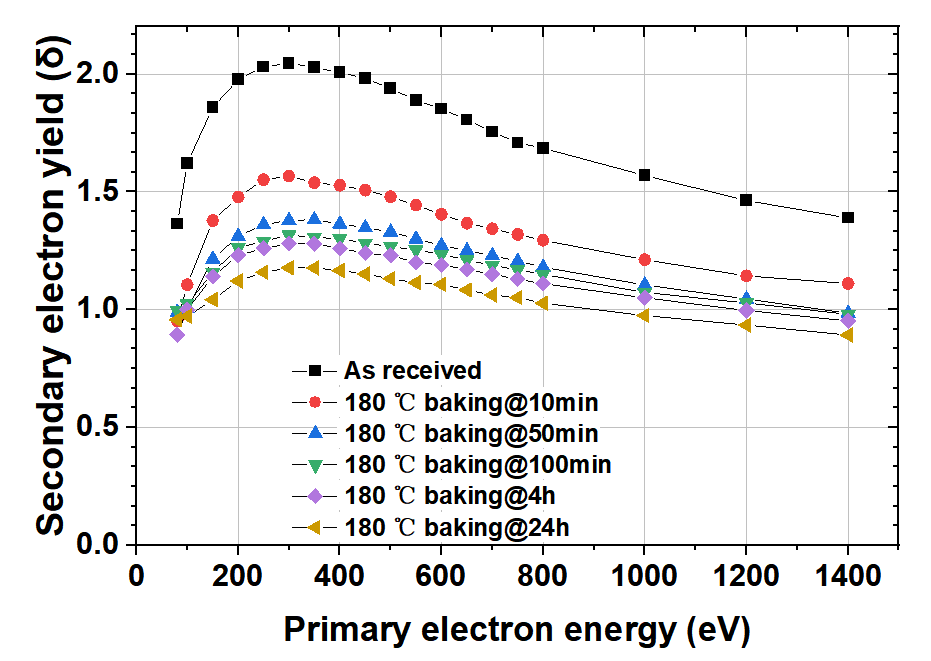 Secondary electron yield (δ)
2.0
1.5
1.0
0.5
0.0
As received
180 ℃ baking@10min
180 ℃ baking@50min
180 ℃ baking@100min
180 ℃ baking@4h
180 ℃ baking@24h
0 200 400 600 800 1000 1200 1400
Primary electron energy (eV)